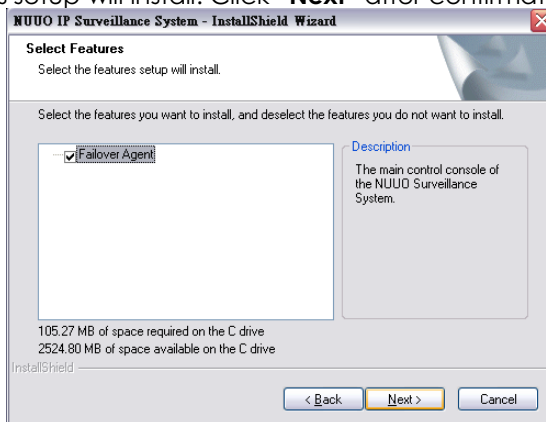 s setup will install. Click "Next" after confirmat
NUUO IP Surveillance System - InstallShield Wizard
Select Features
Select the features setup will install.
Select the features you want to install, and deselect the features you do not want to install.
Failover Agent
Description
The main control console of
the NUUO Surveillance
System.
105.27 MB of space required on the C drive
2524.80 MB of space available on the C drive
InstallShield
< Back
Next >
Cancel